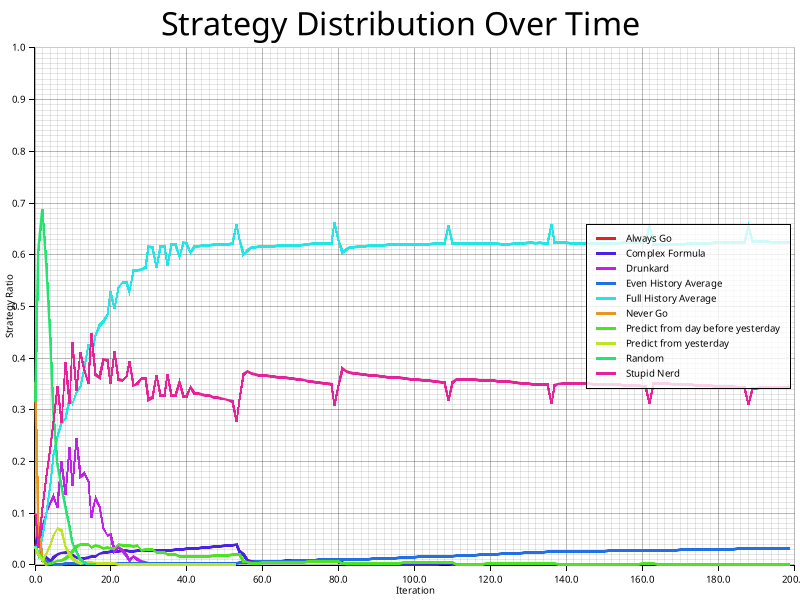 Strategy Distribution Over Time
1.0
0.9
0.8
0.7
0.6
0.5
0.4
0.3
0.2
0.1
0.0
Strategy Ratio
Always Go
Complex Formula
Drunkard
Even History Average
Full History Average
Never Go
Predict from day before yesterday
Predict from yesterday
Random
Stupid Nerd
0.0 20.0 40.0 60.0 80.0 100.0 120.0 140.0 160.0 180.0 200.
Iteration